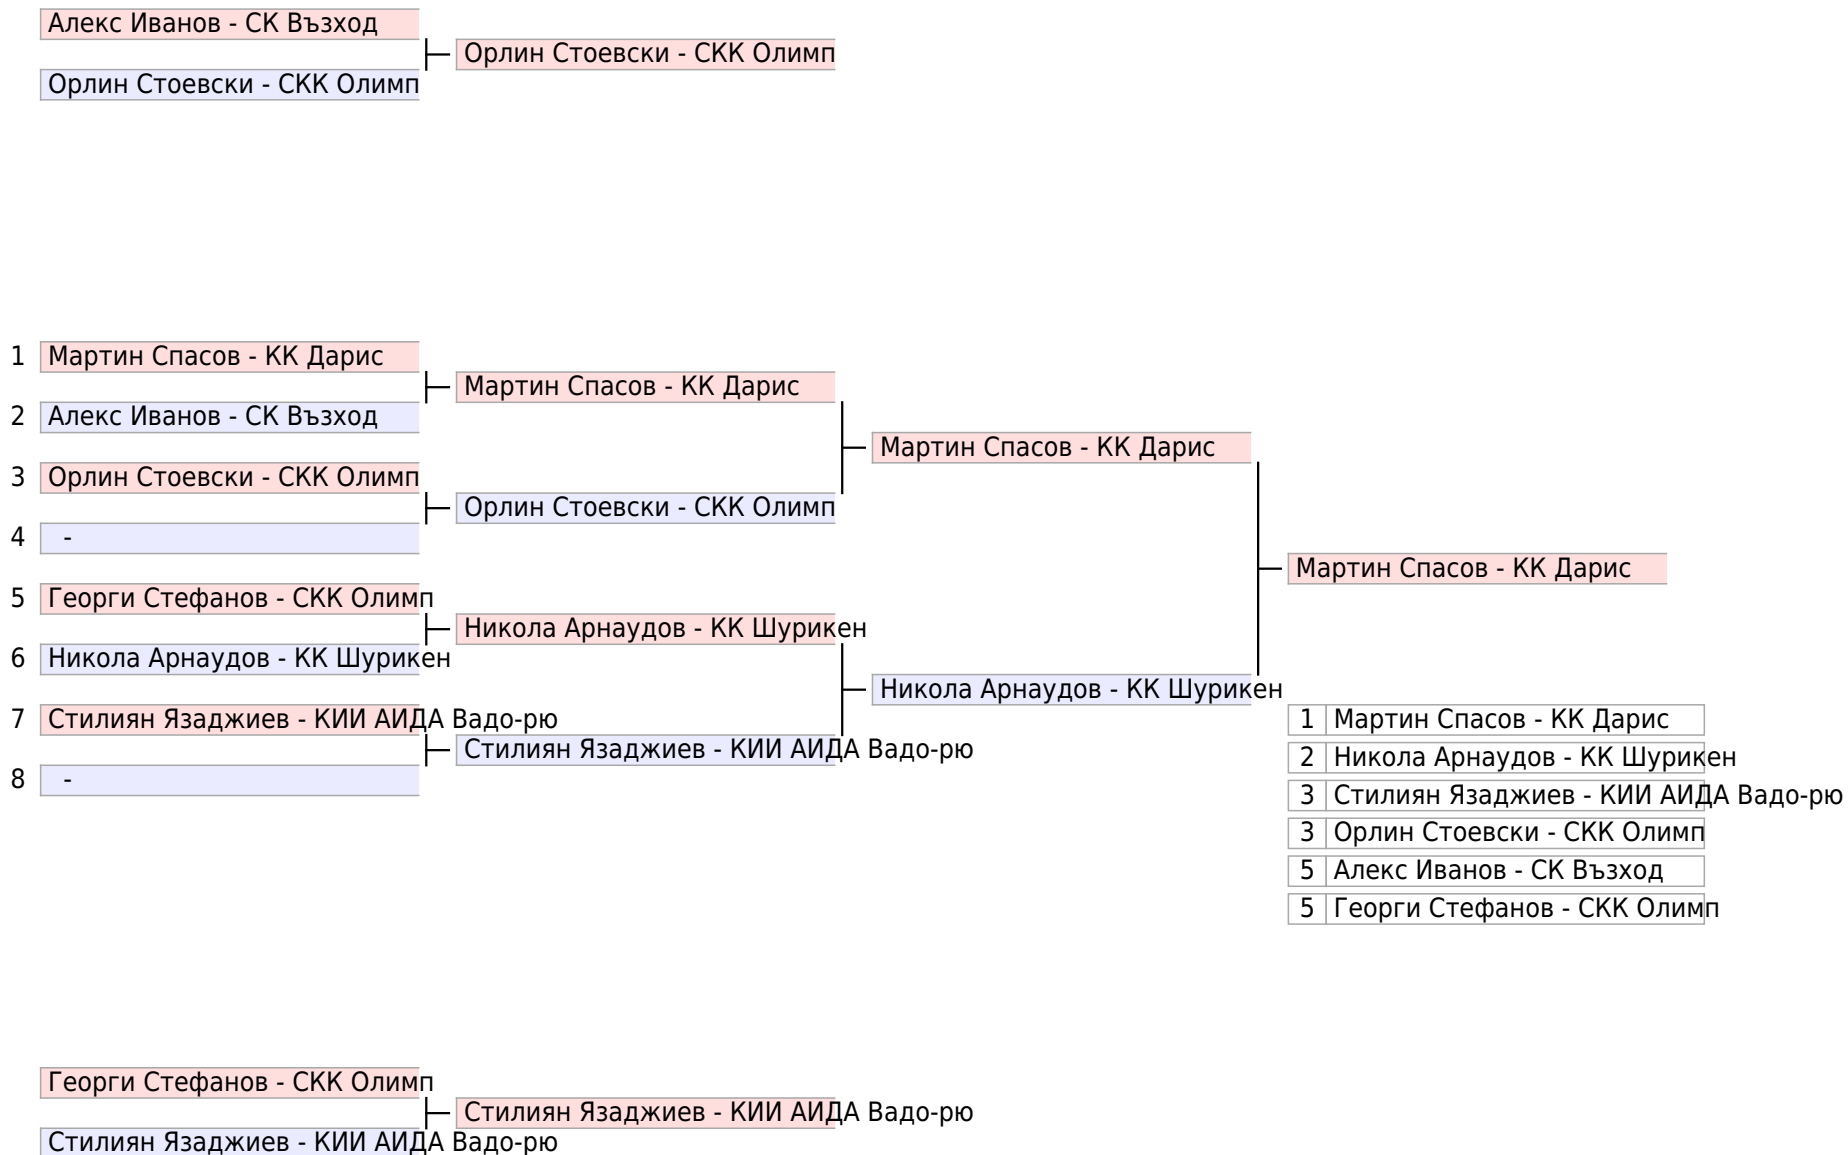 Алекс Иванов - СК Възход
Орлин Стоевски - СКК Олимп
Орлин Стоевски - СКК Олимп
1 Мартин Спасов - КК Дарис
Мартин Спасов - КК Дарис
2 Алекс Иванов - СК Възход
Мартин Спасов - КК Дарис
3 Орлин Стоевски - СКК Олимп
Орлин Стоевски - СКК Олимп
4 -
Мартин Спасов - КК Дарис
5 Георги Стефанов - СКК Олимп
Никола Арнаудов - КК Шурикен
6 Никола Арнаудов - КК Шурикен
Никола Арнаудов - КК Шурикен
7 Стилиян Язаджиев - КИИ АИДА Вадо-рю
Стилиян Язаджиев - КИИ АИДА Вадо-рю
8 -
1 Мартин Спасов - КК Дарис
2 Никола Арнаудов - КК Шурикен
3 Стилиян Язаджиев - КИИ АИДА Вадо-рю
3 Орлин Стоевски - СКК Олимп
5 Алекс Иванов - СК Възход
5 Георги Стефанов - СКК Олимп
Георги Стефанов - СКК Олимп
Стилиян Язаджиев - КИИ АИДА Вадо-рю
Стилиян Язаджиев - КИИ АИДА Вадо-рю